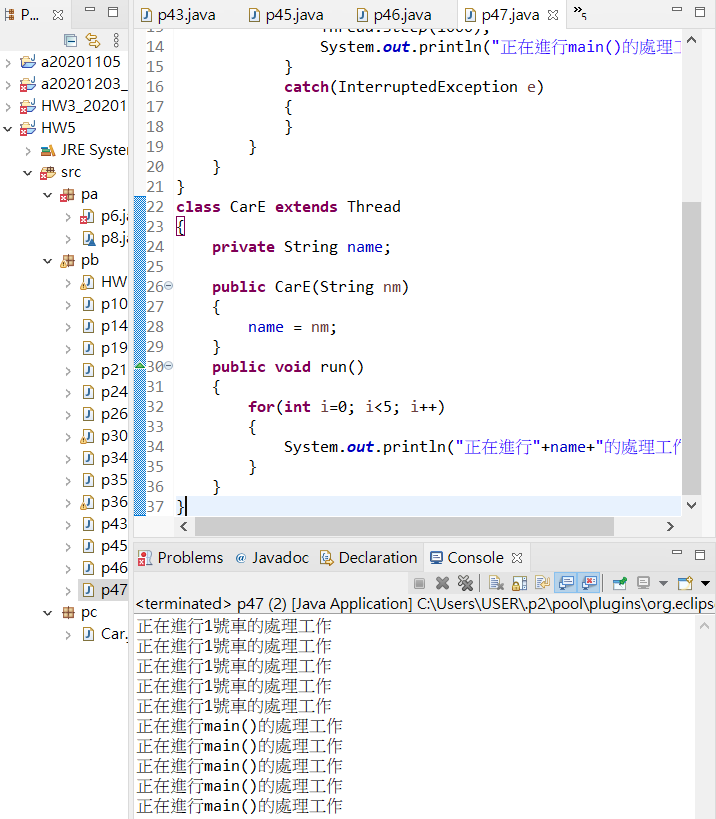 P...
p43.java
p45.java
p46.java
p47.java
»5
a20201105
a20201203_
HW3_20201
HW5
JRE Syster
src
pa
p6.ja
p8.ja
pb
HW
p10
p14
p19
p21
p24
p26
p30
p34
p35
p36
p43
p45
p46
p47
pc
Car.
13 Thread.sleep(1000);
14 System.out.println("正在進行main()的處理工
15 }
16 catch(InterruptedException e)
17 {
18 }
19 }
20 }
21 }
22 class CarE extends Thread
23 {
24 private String name;
25
26 public CarE(String nm)
27 {
28 name = nm;
29 }
30 public void run()
31 {
32 for(int i=0; i<5; i++)
33 {
34 System.out.println("正在進行"+name+"的處理工作
35 }
36 }
37 }
Problems @ Javadoc Declaration Console
<terminated> p47 (2) [Java Application] C:\Users\USER\.p2\pool\plugins\org.eclips
正在進行1號車的處理工作
正在進行1號車的處理工作
正在進行1號車的處理工作
正在進行1號車的處理工作
正在進行1號車的處理工作
正在進行main()的處理工作
正在進行main()的處理工作
正在進行main()的處理工作
正在進行main()的處理工作
正在進行main()的處理工作